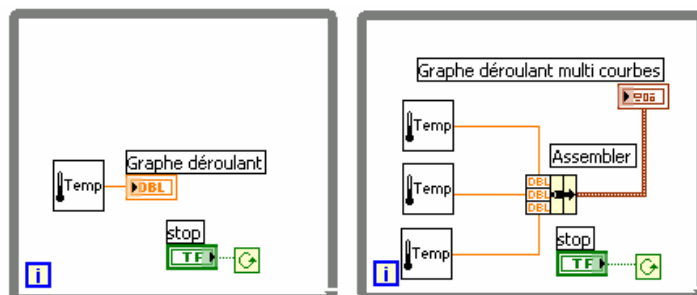 Graphe déroulant
Temp
DBL
stop
TF
i
Graphe déroulant multi courbes
Temp
Assembler
Temp
DBL
DBL
DBL
Temp
stop
TF
i